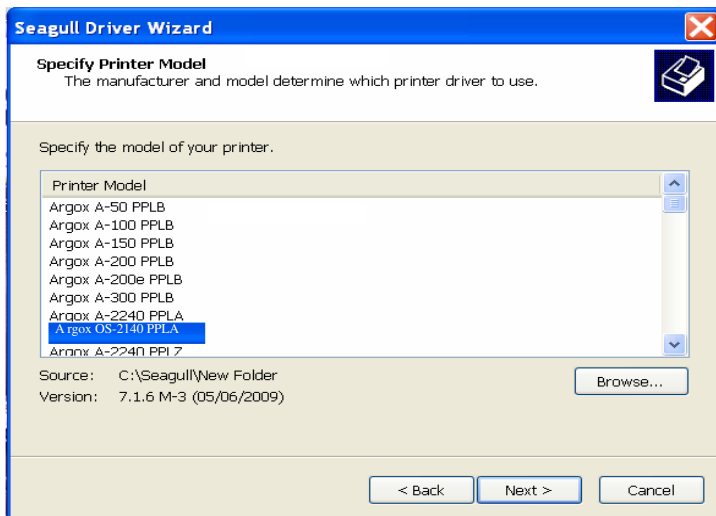 Seagull Driver Wizard
Specify Printer Model
The manufacturer and model determine which printer driver to use.
Specify the model of your printer.
Printer Model
Argox A-50 PPLB
Argox A-100 PPLB
Argox A-150 PPLB
Argox A-200 PPLB
Argox A-200e PPLB
Argox A-300 PPLB
Argox A-2240 PPLA
A rgox OS-2140 PPLA
Argox A-2240 PPLZ
Source: C:\Seagull\New Folder
Browse...
Version: 7.1.6 M-3 (05/06/2009)
< Back Next > Cancel